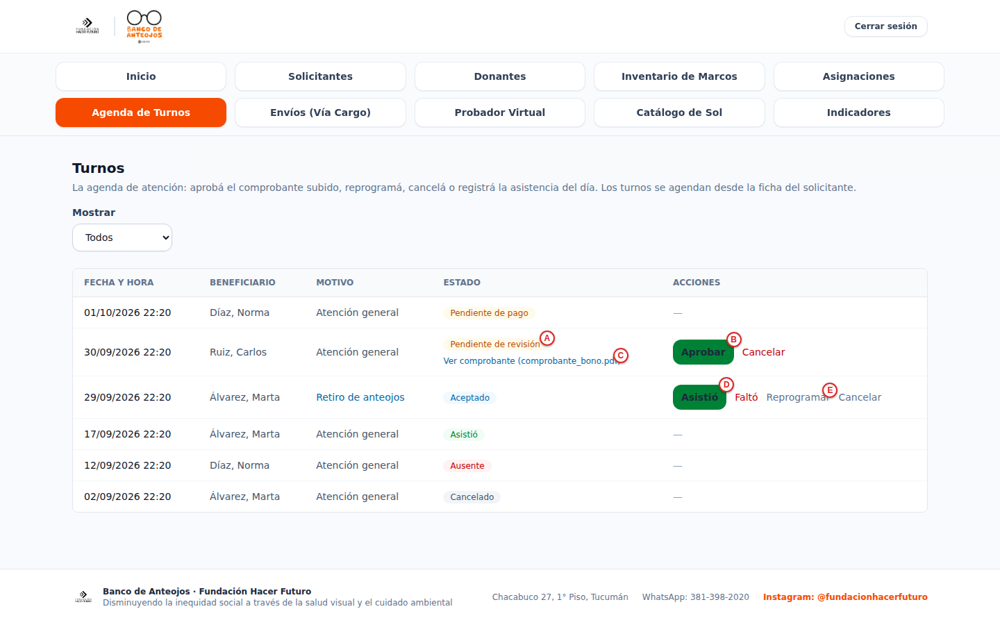 FUNDACIÓN
HACER FUTURO
BANCO DE
ANTEOJOS
Cerrar sesión
Inicio
Solicitantes
Donantes
Inventario de Marcos
Asignaciones
Agenda de Turnos
Envíos (Vía Cargo)
Probador Virtual
Catálogo de Sol
Indicadores
Turnos
La agenda de atención: aprobá el comprobante subido, reprogramá, cancelá o registrá la asistencia del día. Los turnos se agendan desde la ficha del solicitante.
Mostrar
Todos
FECHA Y HORA BENEFICIARIO MOTIVO ESTADO ACCIONES
01/10/2026 22:20 Díaz, Norma Atención general Pendiente de pago —
30/09/2026 22:20 Ruiz, Carlos Atención general Pendiente de revisión A Aprobar B Cancelar
Ver comprobante (comprobante_bono.pdf) C
29/09/2026 22:20 Álvarez, Marta Retiro de anteojos Aceptado Asistió D Faltó Reprogramar E Cancelar
17/09/2026 22:20 Álvarez, Marta Atención general Asistió —
12/09/2026 22:20 Díaz, Norma Atención general Ausente —
02/09/2026 22:20 Álvarez, Marta Atención general Cancelado —
Banco de Anteojos · Fundación Hacer Futuro
Disminuyendo la inequidad social a través de la salud visual y el cuidado ambiental
Chacabuco 27, 1° Piso, Tucumán WhatsApp: 381-398-2020 Instagram: @fundacionhacerfuturo